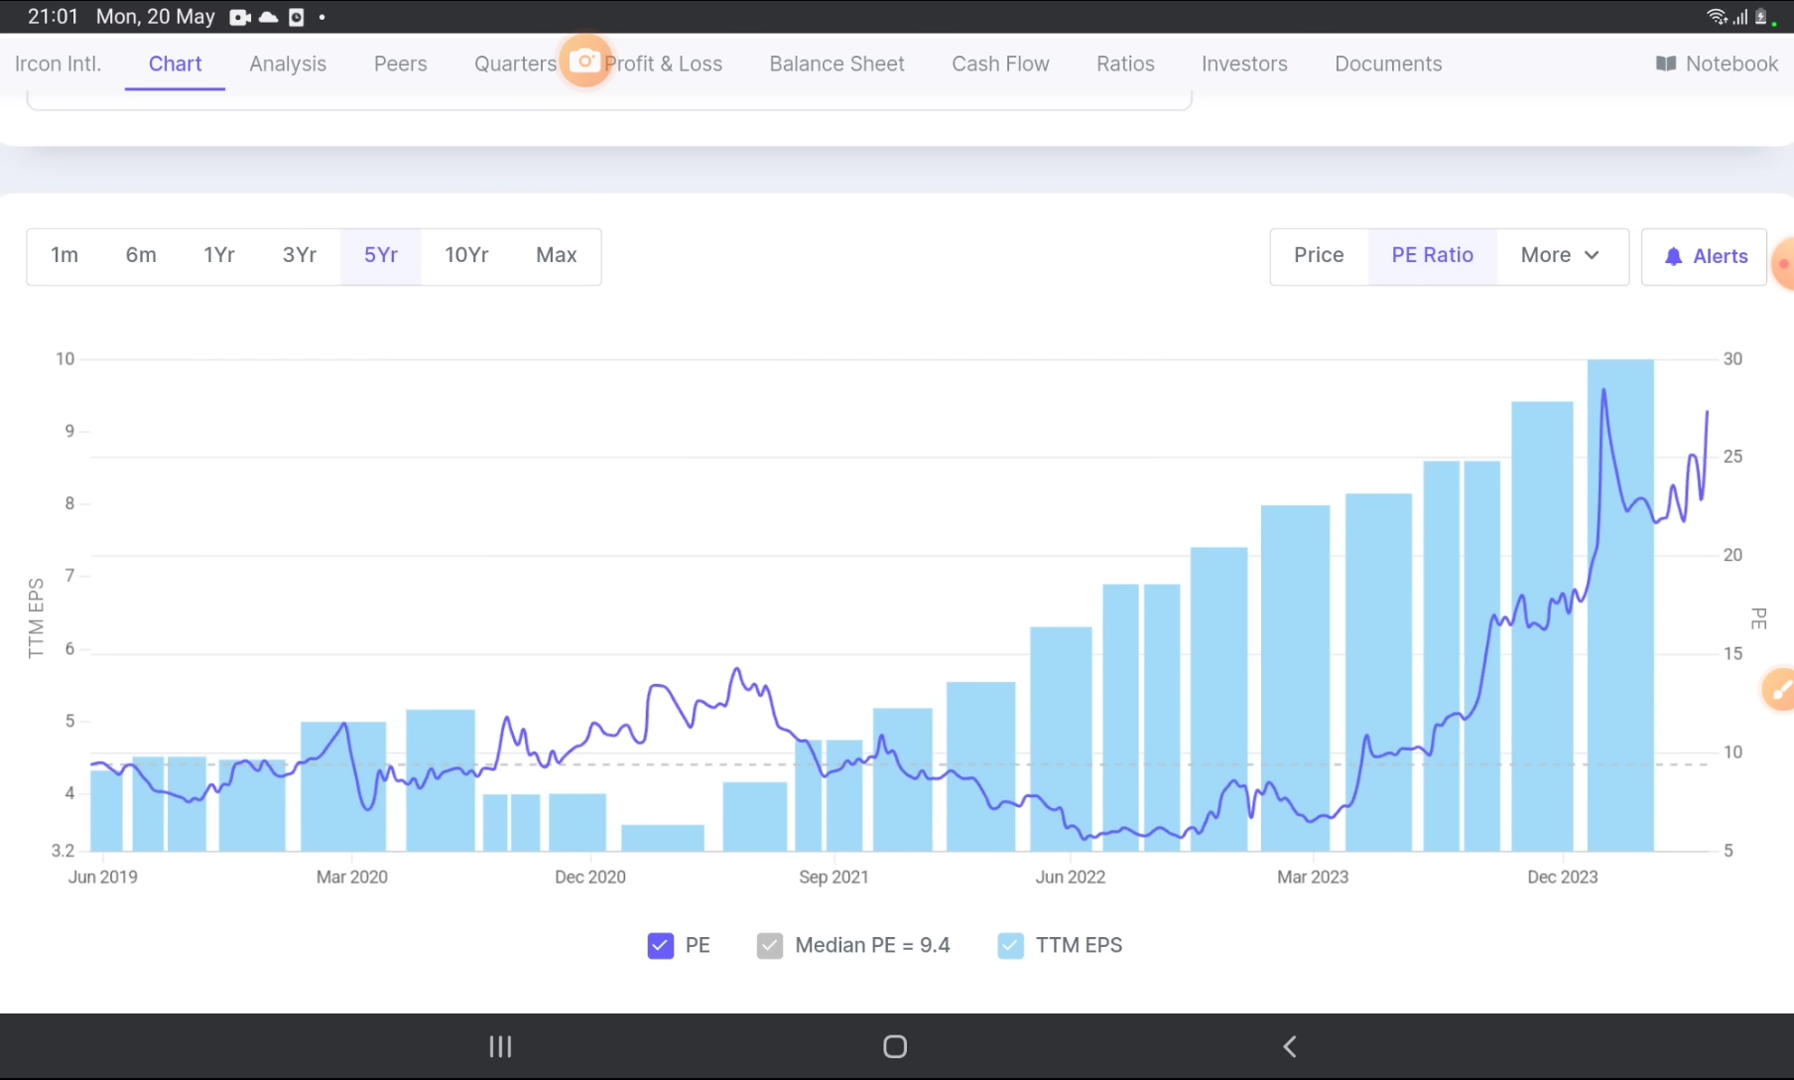 21:01 Mon, 20 May
Ircon Intl. Chart Analysis Peers Quarters Profit & Loss Balance Sheet Cash Flow Ratios Investors Documents Notebook
1m 6m 1Yr 3Yr 5Yr 10Yr Max Price PE Ratio More Alerts
10 30
9
25
8
20
7
TTM EPS PE
6 15
5
10
4
3.2 5
Jun 2019 Mar 2020 Dec 2020 Sep 2021 Jun 2022 Mar 2023 Dec 2023
PE Median PE = 9.4 TTM EPS